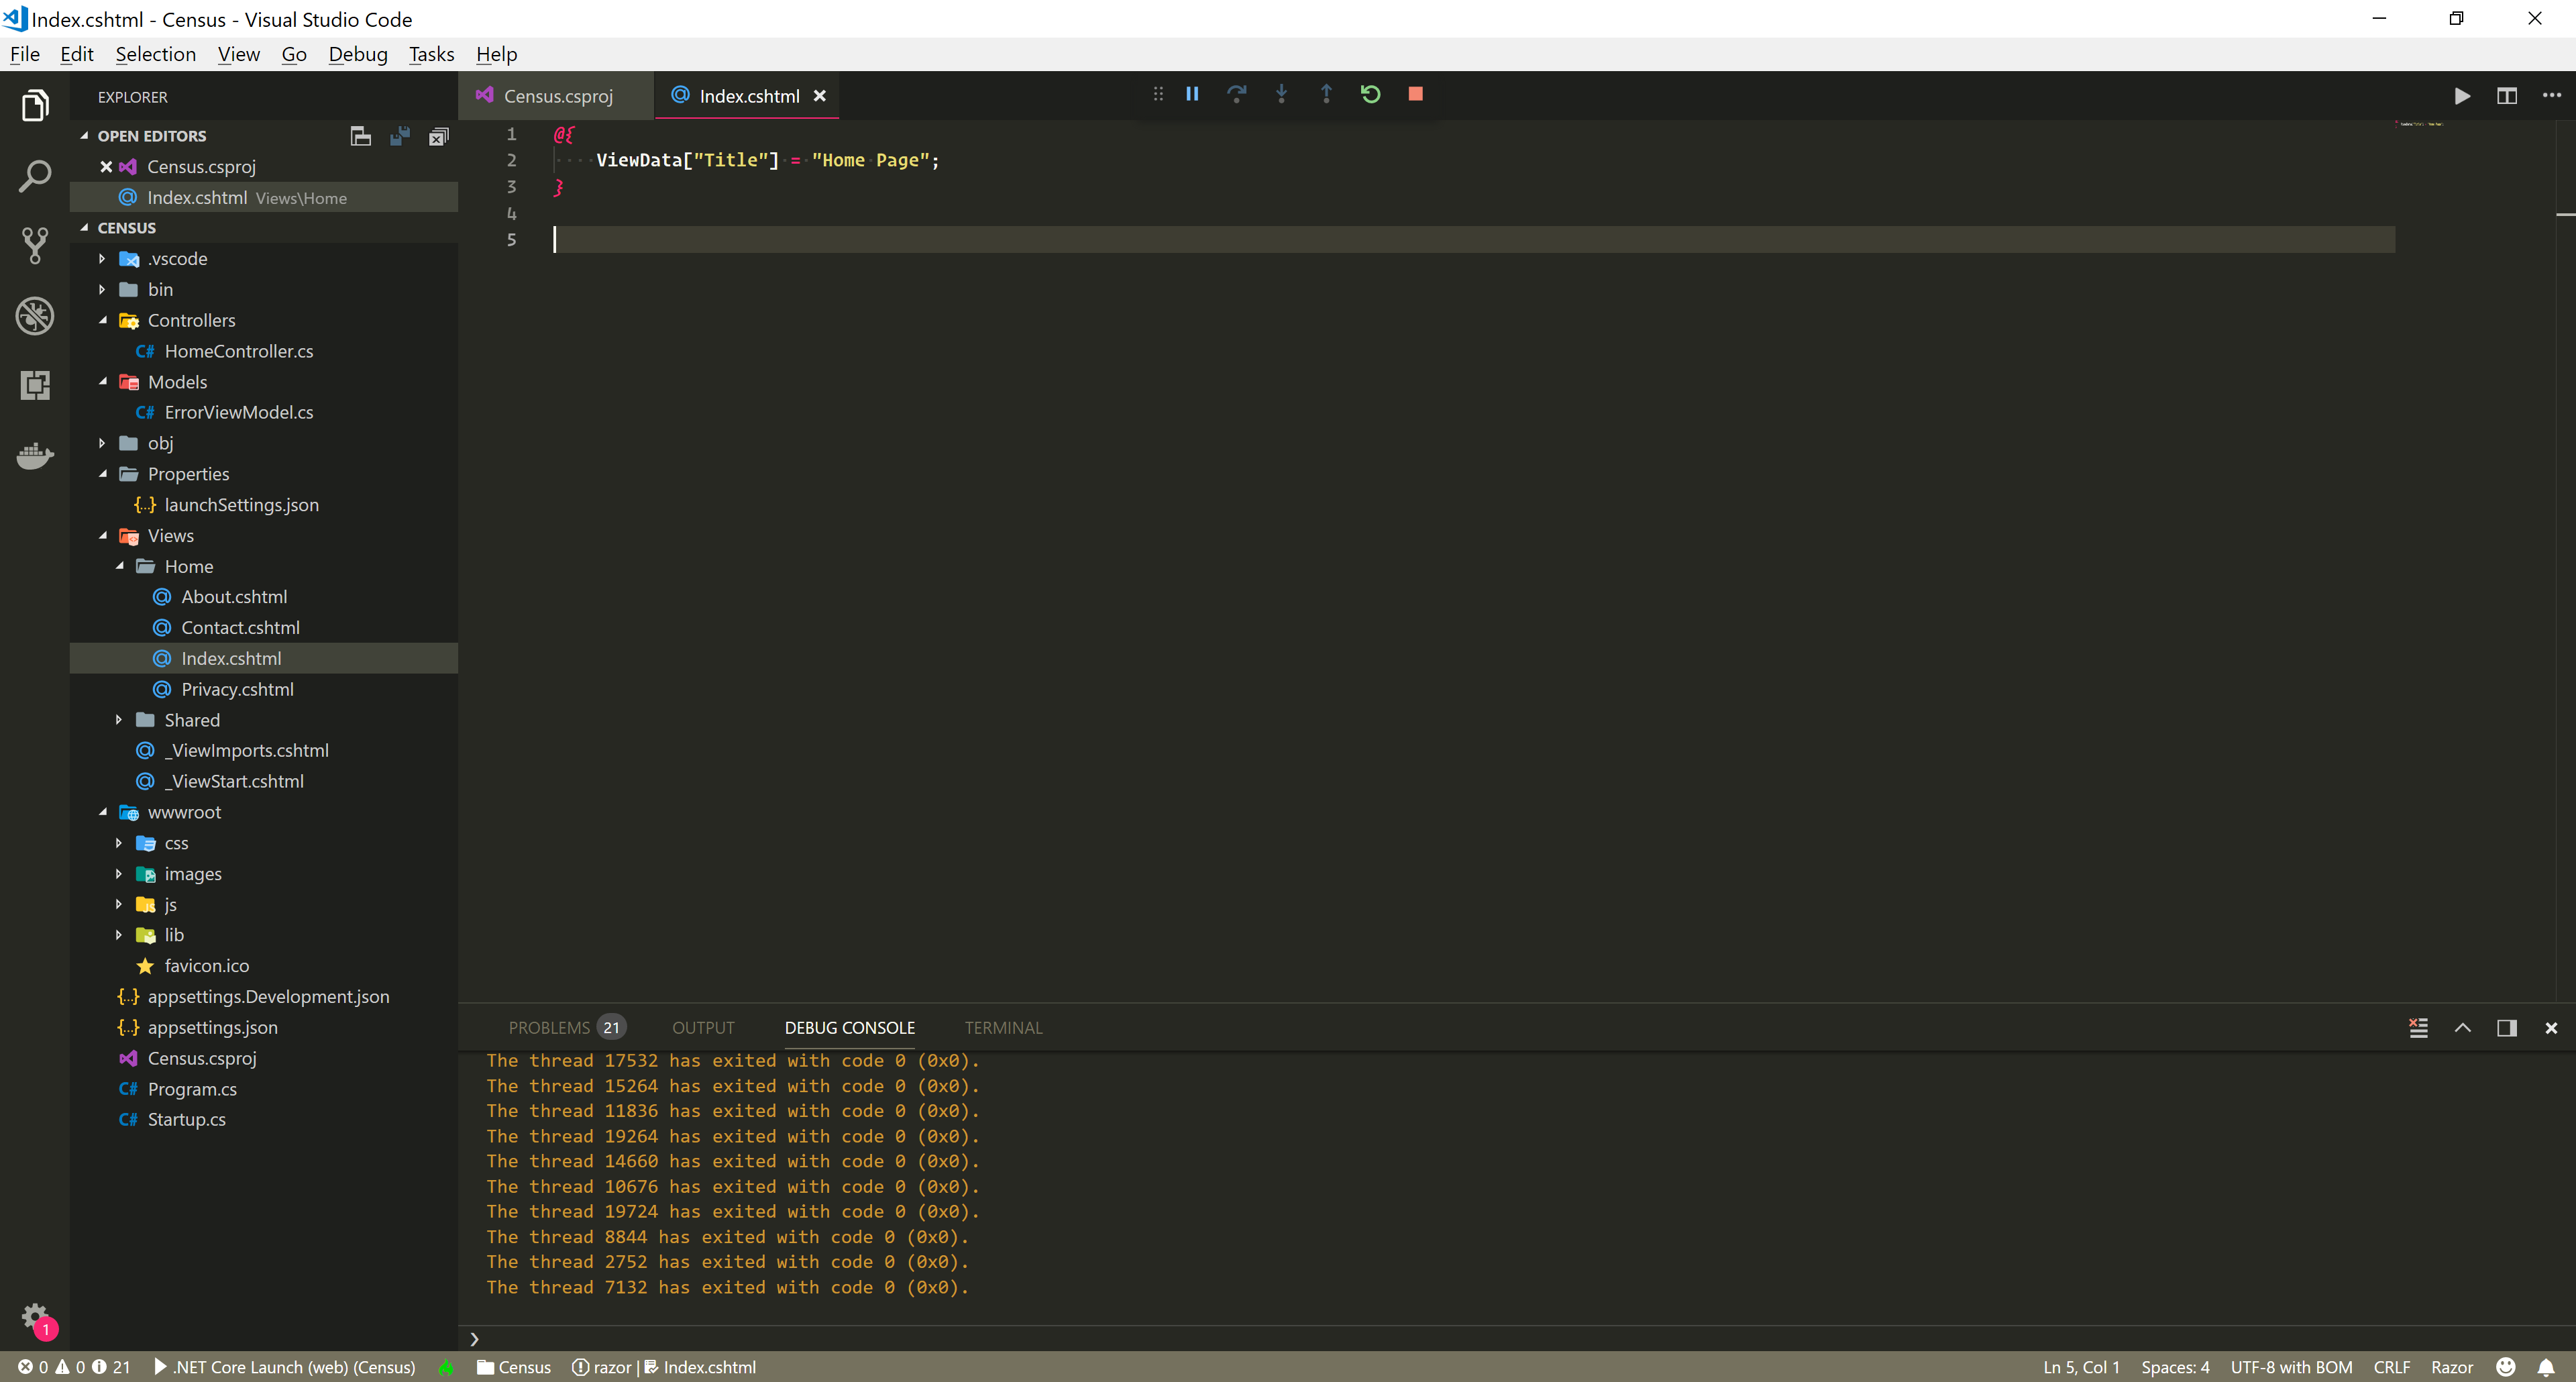 Index.cshtml - Census - Visual Studio Code
File Edit Selection View Go Debug Tasks Help
EXPLORER
OPEN EDITORS
Census.csproj
Index.cshtml Views\Home
CENSUS
.vscode
bin
Controllers
C# HomeController.cs
Models
C# ErrorViewModel.cs
obj
Properties
{..} launchSettings.json
Views
Home
@ About.cshtml
@ Contact.cshtml
@ Index.cshtml
@ Privacy.cshtml
Shared
@ _ViewImports.cshtml
@ _ViewStart.cshtml
wwwroot
css
images
js
lib
favicon.ico
{..} appsettings.Development.json
{..} appsettings.json
Census.csproj
C# Program.cs
C# Startup.cs
1
Census.csproj @ Index.cshtml
1 @{
2 ViewData["Title"] = "Home Page";
3 }
4
5
PROBLEMS 21 OUTPUT DEBUG CONSOLE TERMINAL
The thread 17532 has exited with code 0 (0x0).
The thread 15264 has exited with code 0 (0x0).
The thread 11836 has exited with code 0 (0x0).
The thread 19264 has exited with code 0 (0x0).
The thread 14660 has exited with code 0 (0x0).
The thread 10676 has exited with code 0 (0x0).
The thread 19724 has exited with code 0 (0x0).
The thread 8844 has exited with code 0 (0x0).
The thread 2752 has exited with code 0 (0x0).
The thread 7132 has exited with code 0 (0x0).
0 0 21 .NET Core Launch (web) (Census) Census razor | Index.cshtml Ln 5, Col 1 Spaces: 4 UTF-8 with BOM CRLF Razor